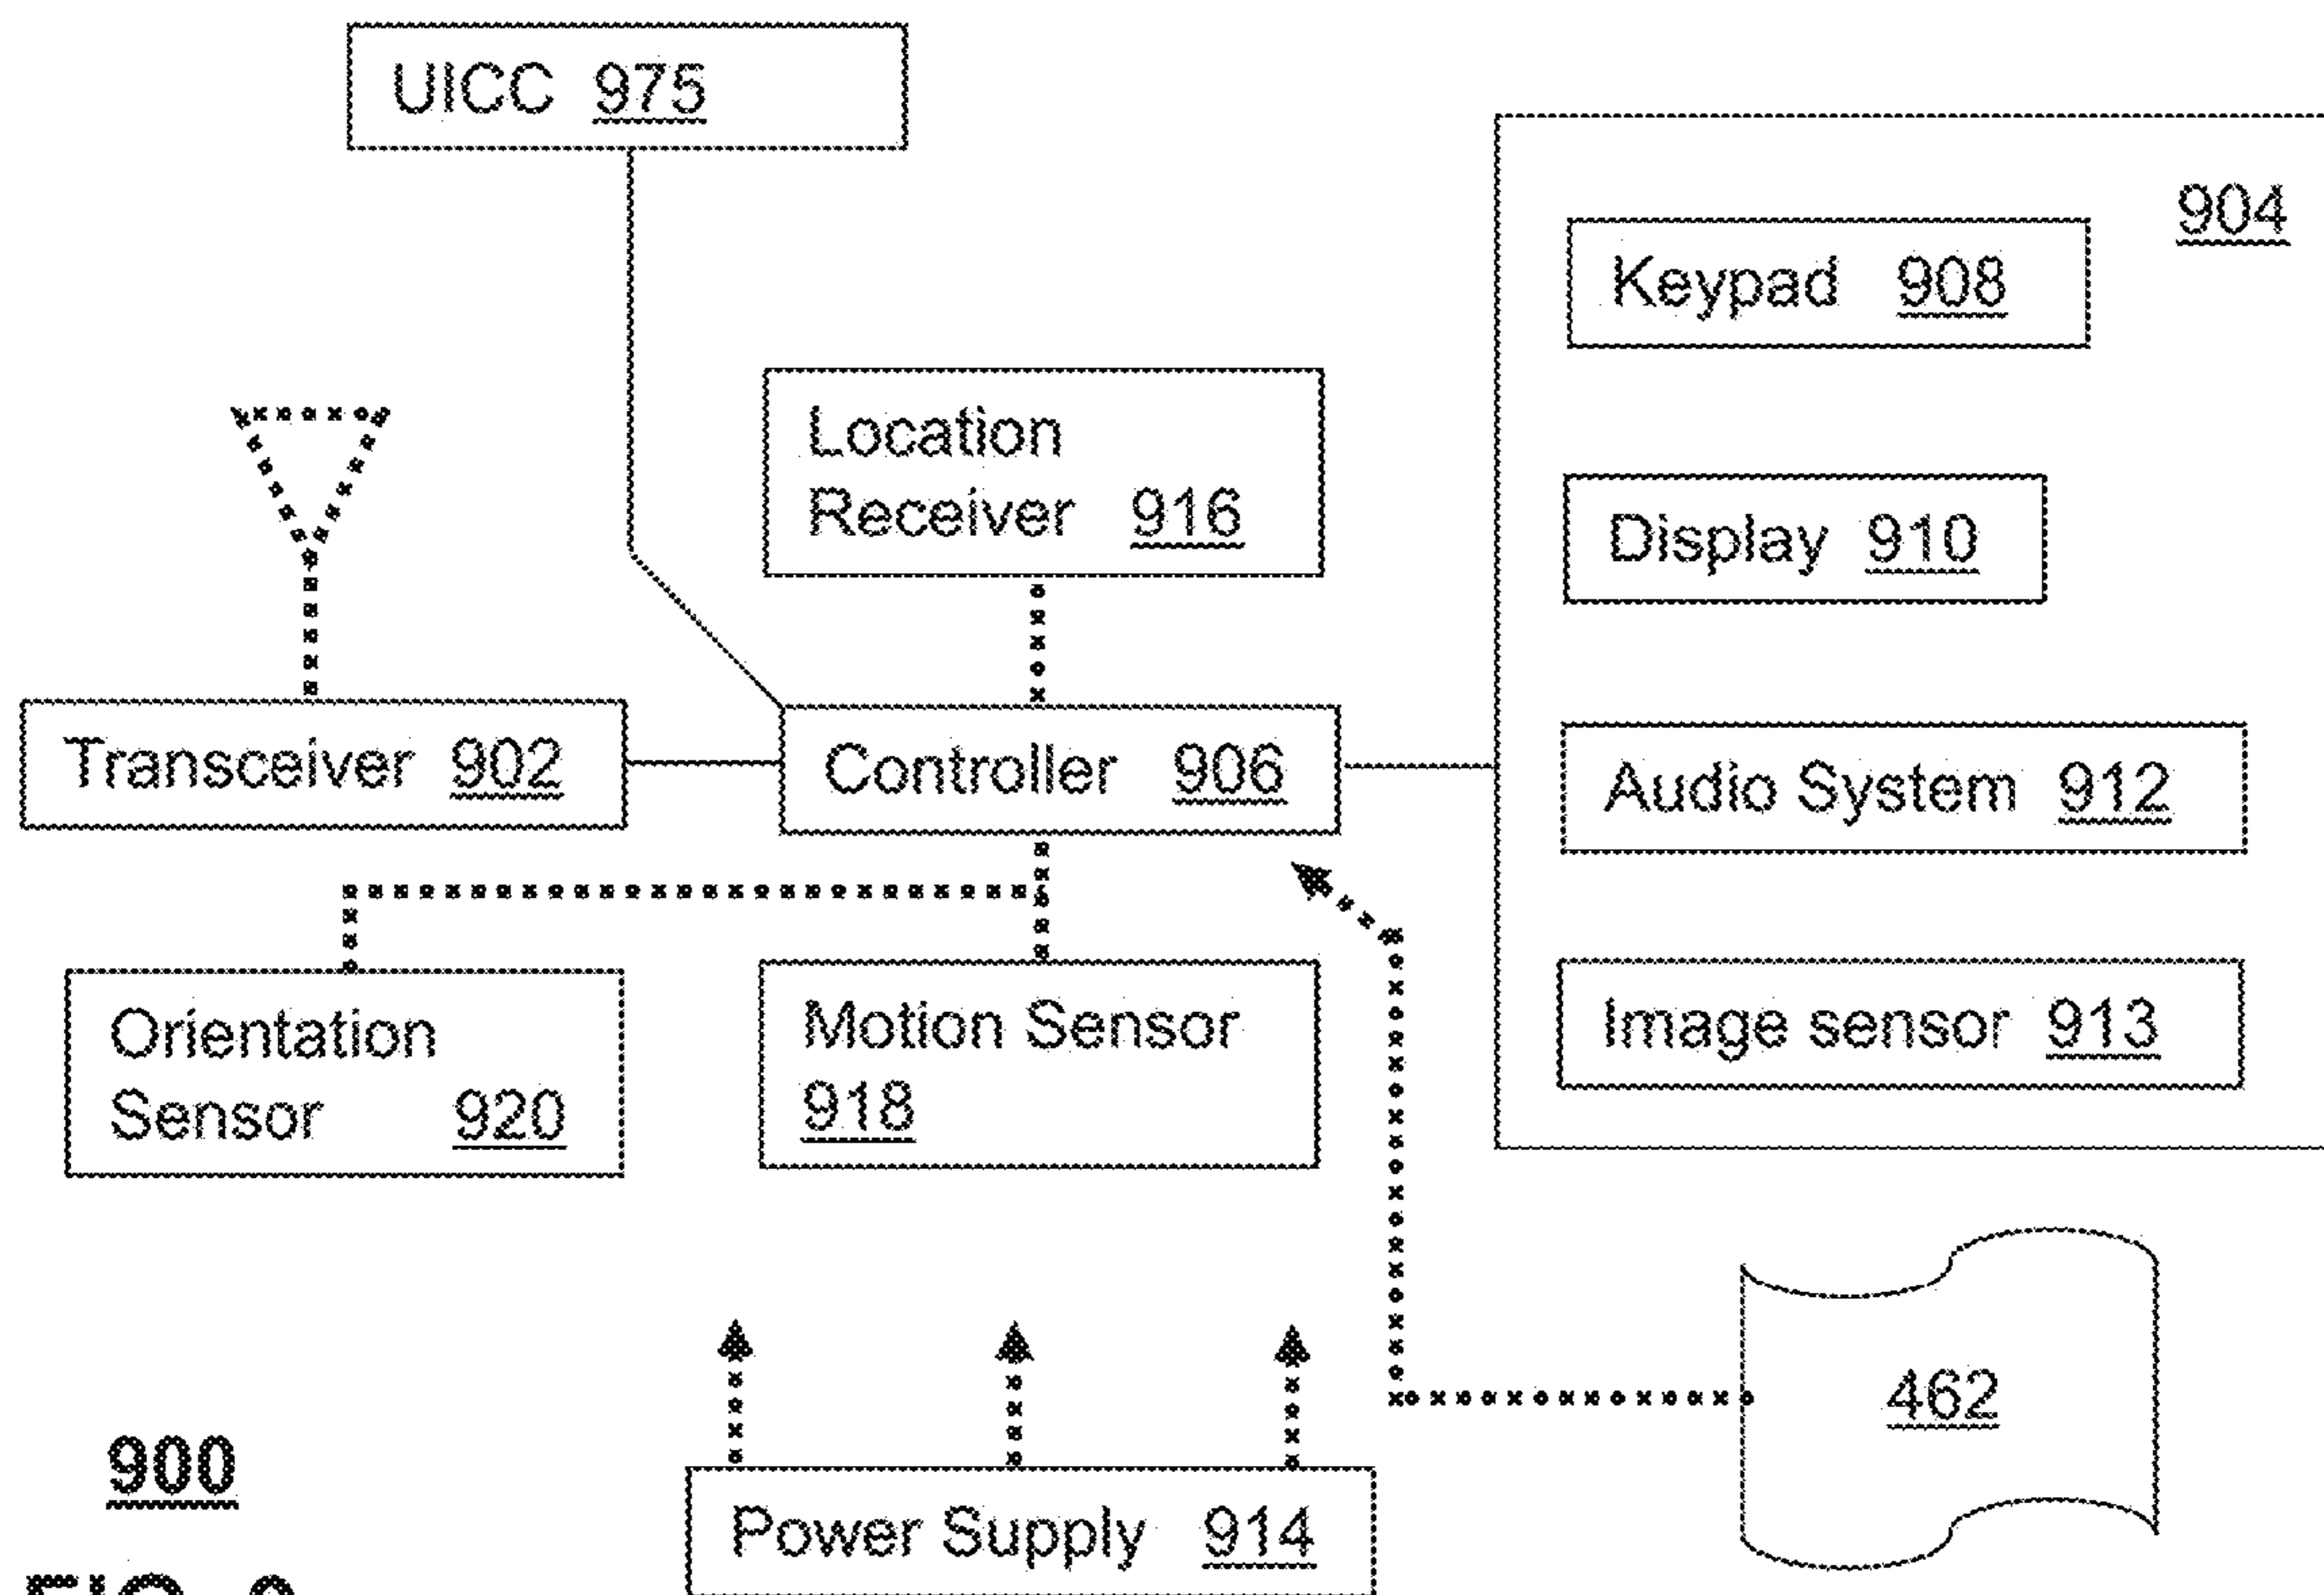 UICC 975
904
Keypad 908
Location
Receiver 916
Display 910
Transceiver 902
Controller 906
Audio System 912
Orientation
Sensor 920
Motion Sensor
918
Image sensor 913
462
900
Power Supply 914